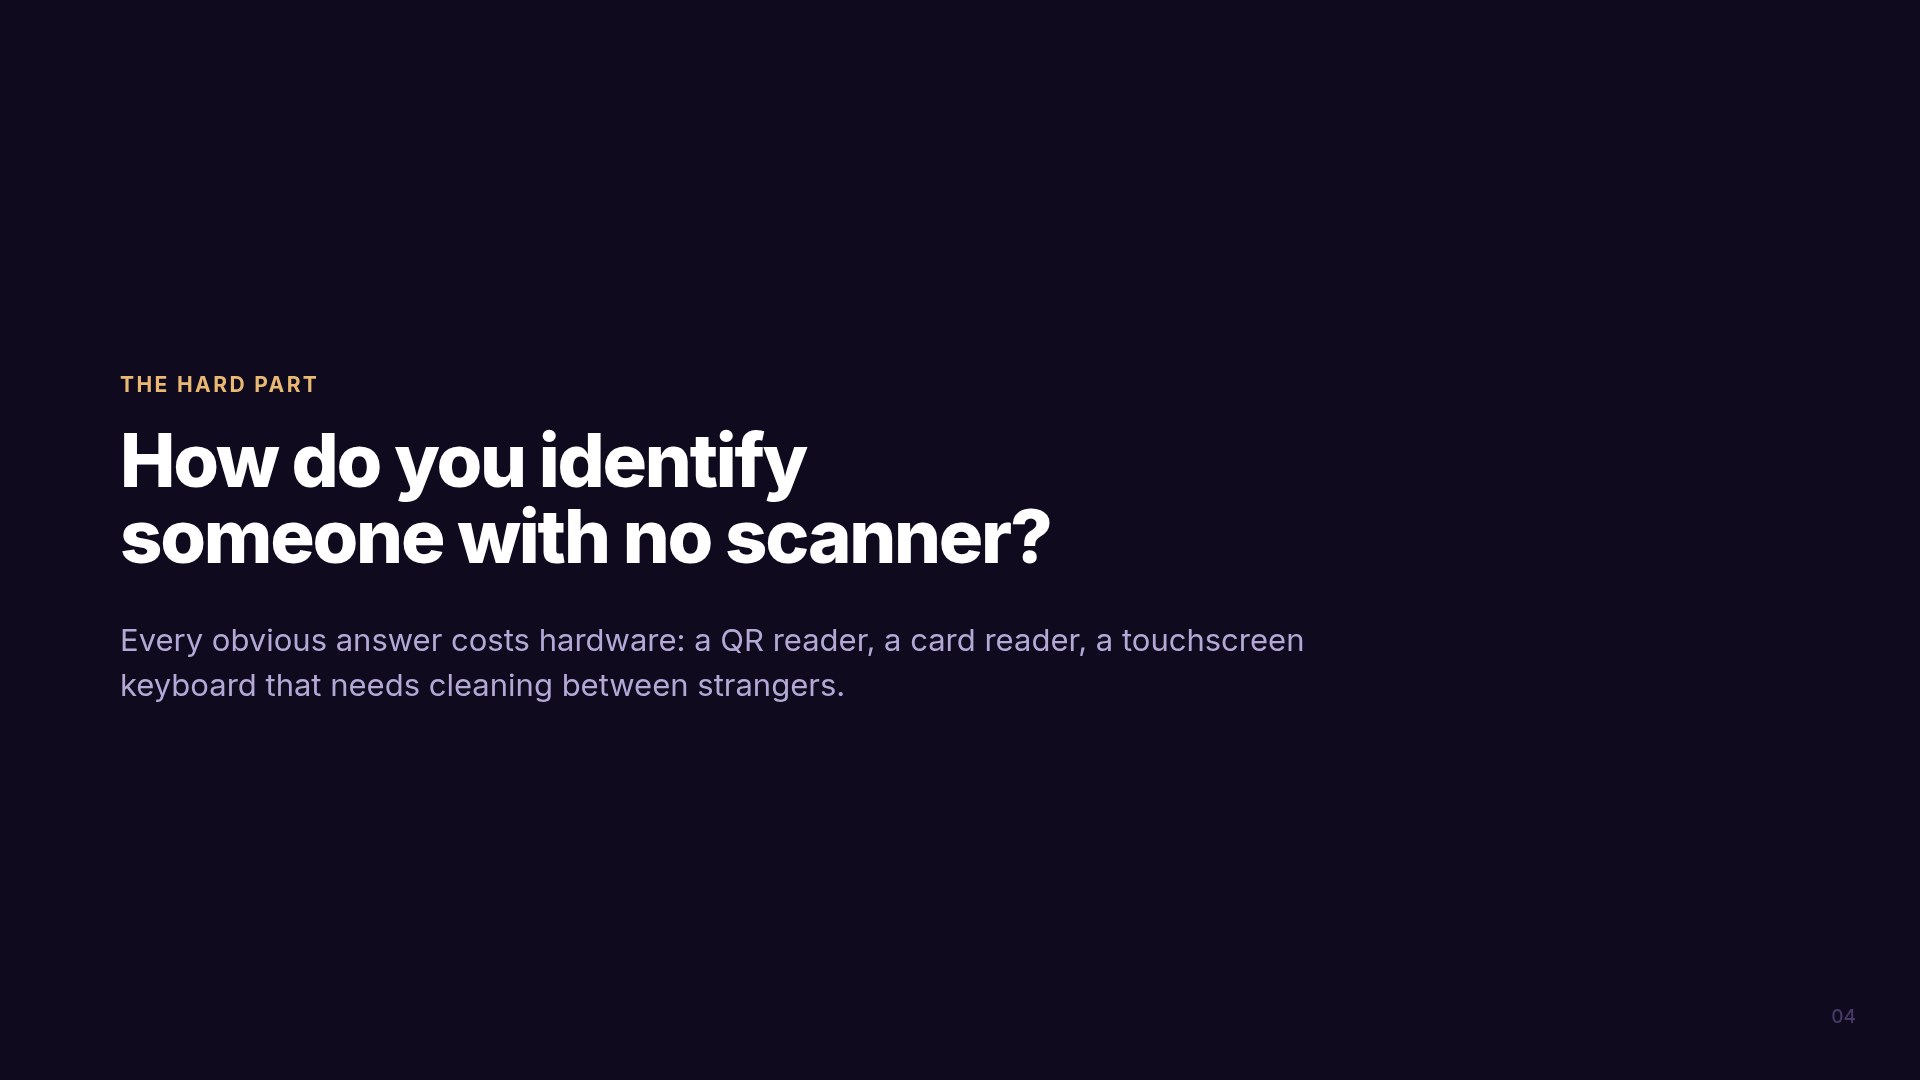 THE HARD PART
How do you identify
someone with no scanner?
Every obvious answer costs hardware: a QR reader, a card reader, a touchscreen
keyboard that needs cleaning between strangers.
04